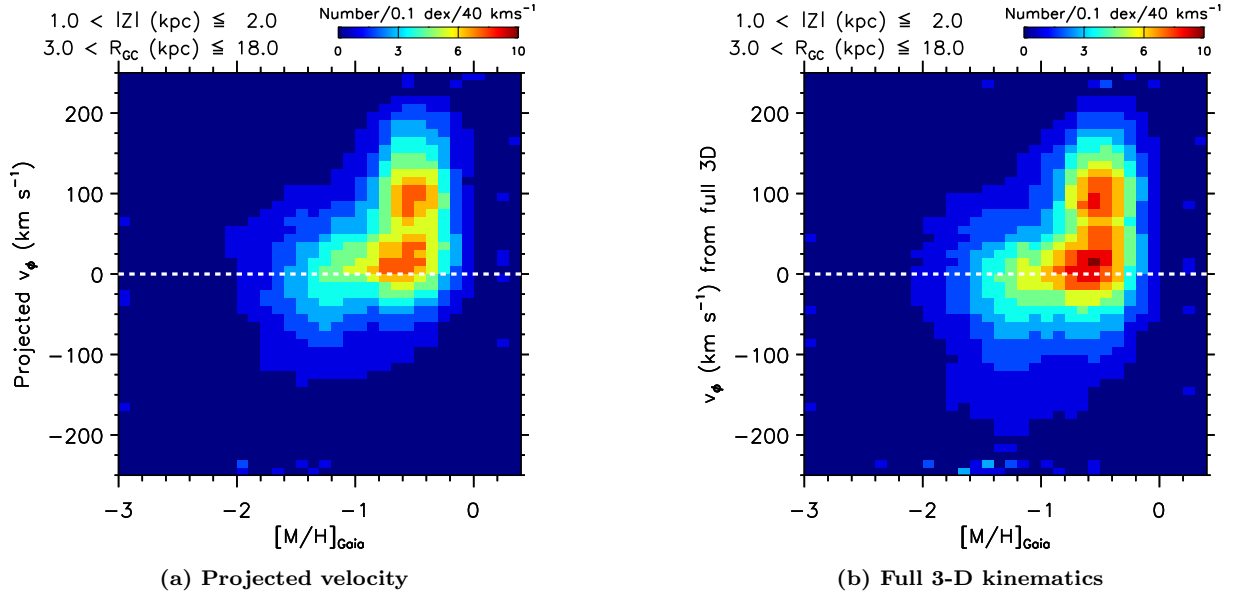 1.0 < |Z| (kpc) ≦ 2.0
3.0 < R_GC (kpc) ≦ 18.0
Number/0.1 dex/40 kms⁻¹
0 3 6 10
Projected v_ϕ (km s⁻¹)
200
100
0
−100
−200
−3 −2 −1 0
[M/H]_Gaia
(a) Projected velocity
1.0 < |Z| (kpc) ≦ 2.0
3.0 < R_GC (kpc) ≦ 18.0
Number/0.1 dex/40 kms⁻¹
0 3 6 10
v_ϕ (km s⁻¹) from full 3D
200
100
0
−100
−200
−3 −2 −1 0
[M/H]_Gaia
(b) Full 3-D kinematics